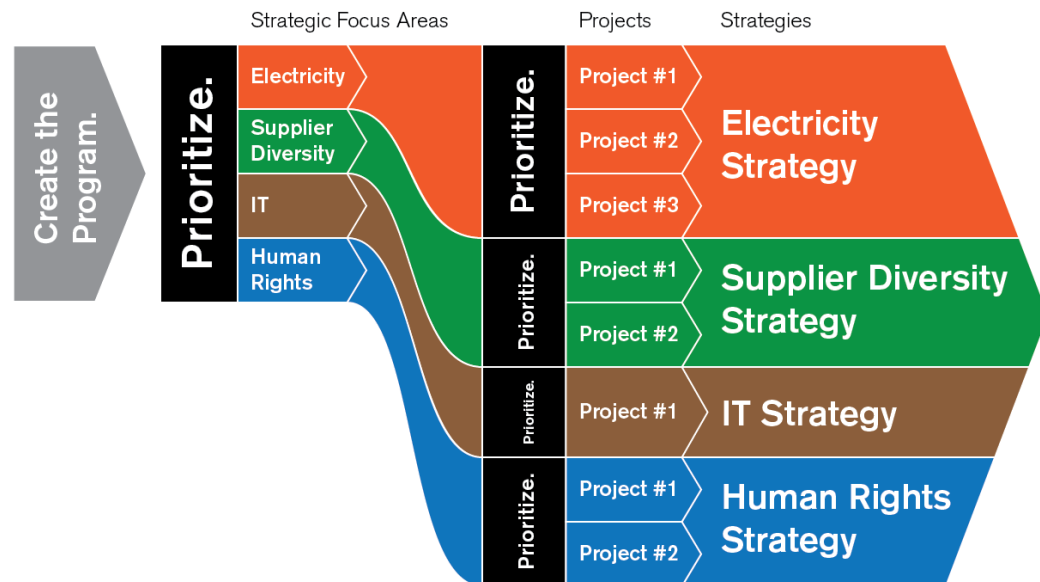 Strategic Focus Areas
Projects
Strategies
Create the
Program.
Prioritize.
Electricity
Supplier
Diversity
IT
Human
Rights
Prioritize.
Project #1
Project #2
Project #3
Electricity
Strategy
Prioritize.
Project #1
Project #2
Supplier Diversity
Strategy
Prioritize.
Project #1
IT Strategy
Prioritize.
Project #1
Project #2
Human Rights
Strategy